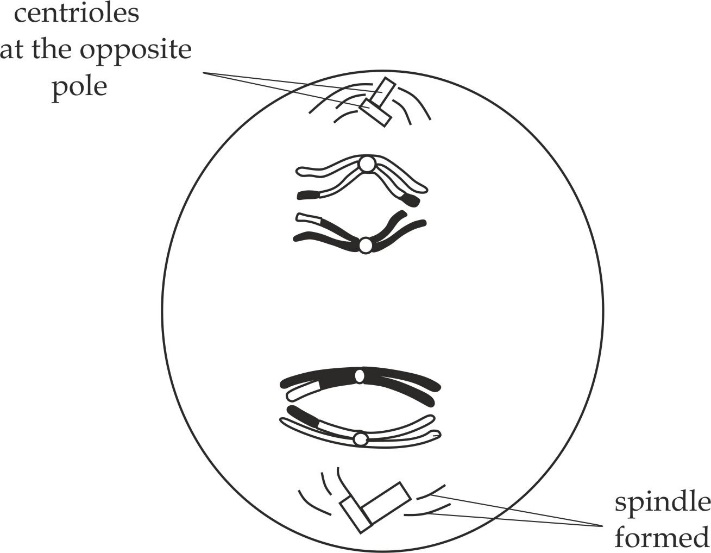 centrioles
at the opposite
pole
spindle
formed